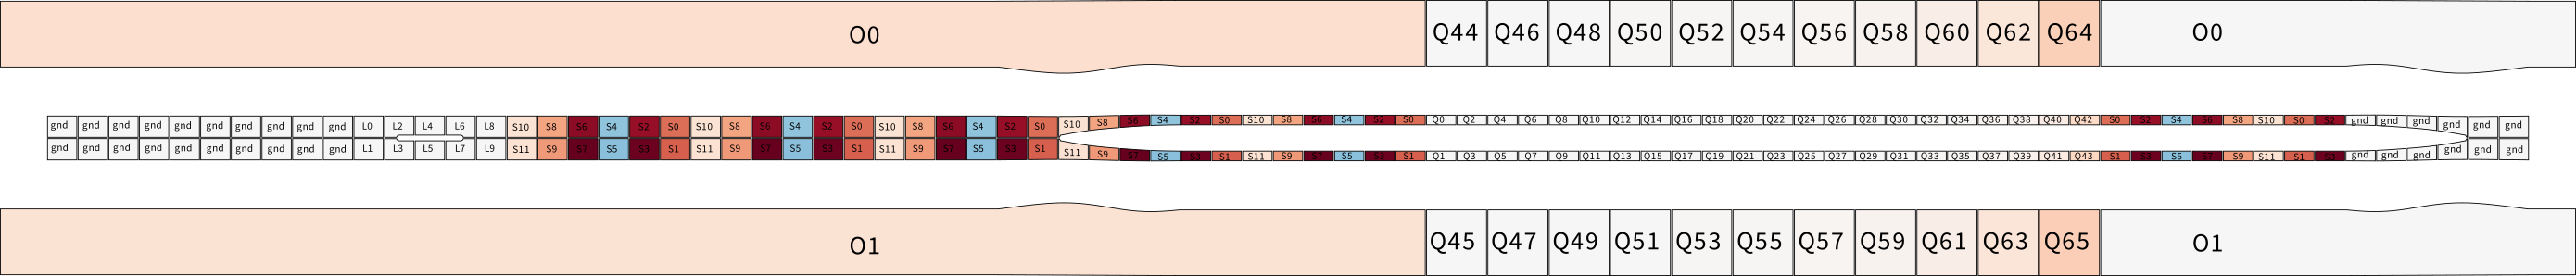 O0 Q44 Q46 Q48 Q50 Q52 Q54 Q56 Q58 Q60 Q62 Q64 O0
gnd gnd gnd gnd gnd gnd gnd gnd gnd gnd L0 L2 L4 L6 L8 S10 S8 S6 S4 S2 S0 S10 S8 S6 S4 S2 S0 S10 S8 S6 S4 S2 S0 S10 S8 S6 S4 S2 S0 S10 S8 S6 S4 S2 S0 Q0 Q2 Q4 Q6 Q8 Q10 Q12 Q14 Q16 Q18 Q20 Q22 Q24 Q26 Q28 Q30 Q32 Q34 Q36 Q38 Q40 Q42 S0 S2 S4 S6 S8 S10 S0 S2 gnd gnd gnd gnd gnd gnd
gnd gnd gnd gnd gnd gnd gnd gnd gnd gnd L1 L3 L5 L7 L9 S11 S9 S7 S5 S3 S1 S11 S9 S7 S5 S3 S1 S11 S9 S7 S5 S3 S1 S11 S9 S7 S5 S3 S1 S11 S9 S7 S5 S3 S1 Q1 Q3 Q5 Q7 Q9 Q11 Q13 Q15 Q17 Q19 Q21 Q23 Q25 Q27 Q29 Q31 Q33 Q35 Q37 Q39 Q41 Q43 S1 S3 S5 S7 S9 S11 S1 S3 gnd gnd gnd gnd gnd gnd
O1 Q45 Q47 Q49 Q51 Q53 Q55 Q57 Q59 Q61 Q63 Q65 O1